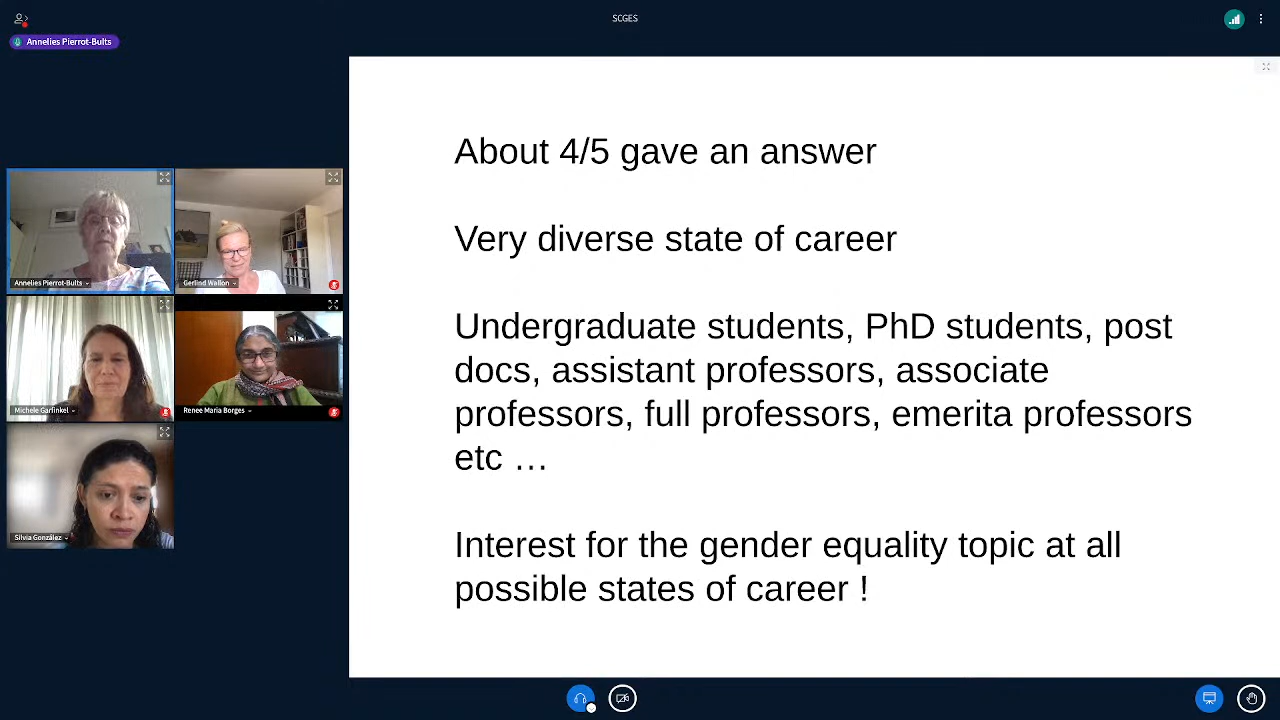 SCGES
Annelies Pierrot-Bults
Annelies Pierrot-Bults
Gerlind Wallon
Michele Garfinkel
Renee Maria Borges
Silvia González
About 4/5 gave an answer
Very diverse state of career
Undergraduate students, PhD students, post
docs, assistant professors, associate
professors, full professors, emerita professors
etc …
Interest for the gender equality topic at all
possible states of career !